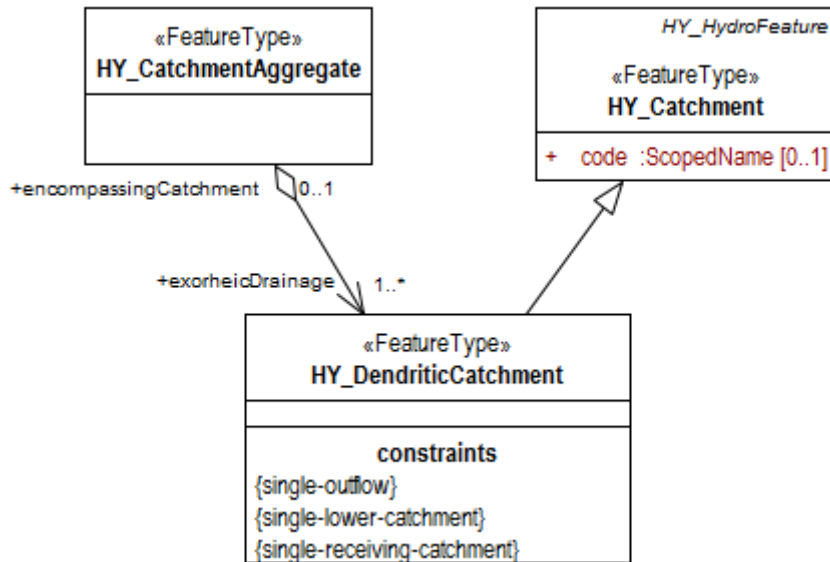 «FeatureType»
HY_CatchmentAggregate
HY_HydroFeature
«FeatureType»
HY_Catchment
+ code :ScopedName [0..1]
+encompassingCatchment 0..1
+exorheicDrainage 1..*
«FeatureType»
HY_DendriticCatchment
constraints
{single-outflow}
{single-lower-catchment}
{single-receiving-catchment}